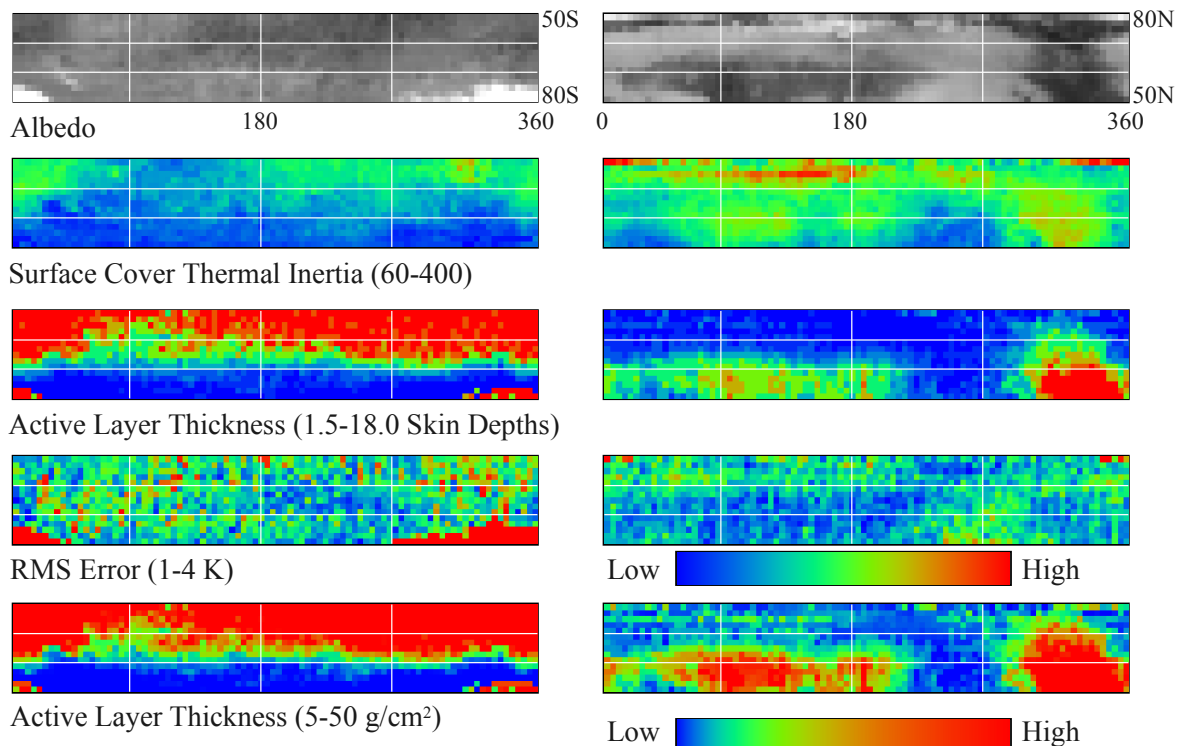 50S
80N
80S
50N
Albedo
180
360
0
180
360
Surface Cover Thermal Inertia (60-400)
Active Layer Thickness (1.5-18.0 Skin Depths)
RMS Error (1-4 K)
Low
High
Active Layer Thickness (5-50 g/cm²)
Low
High